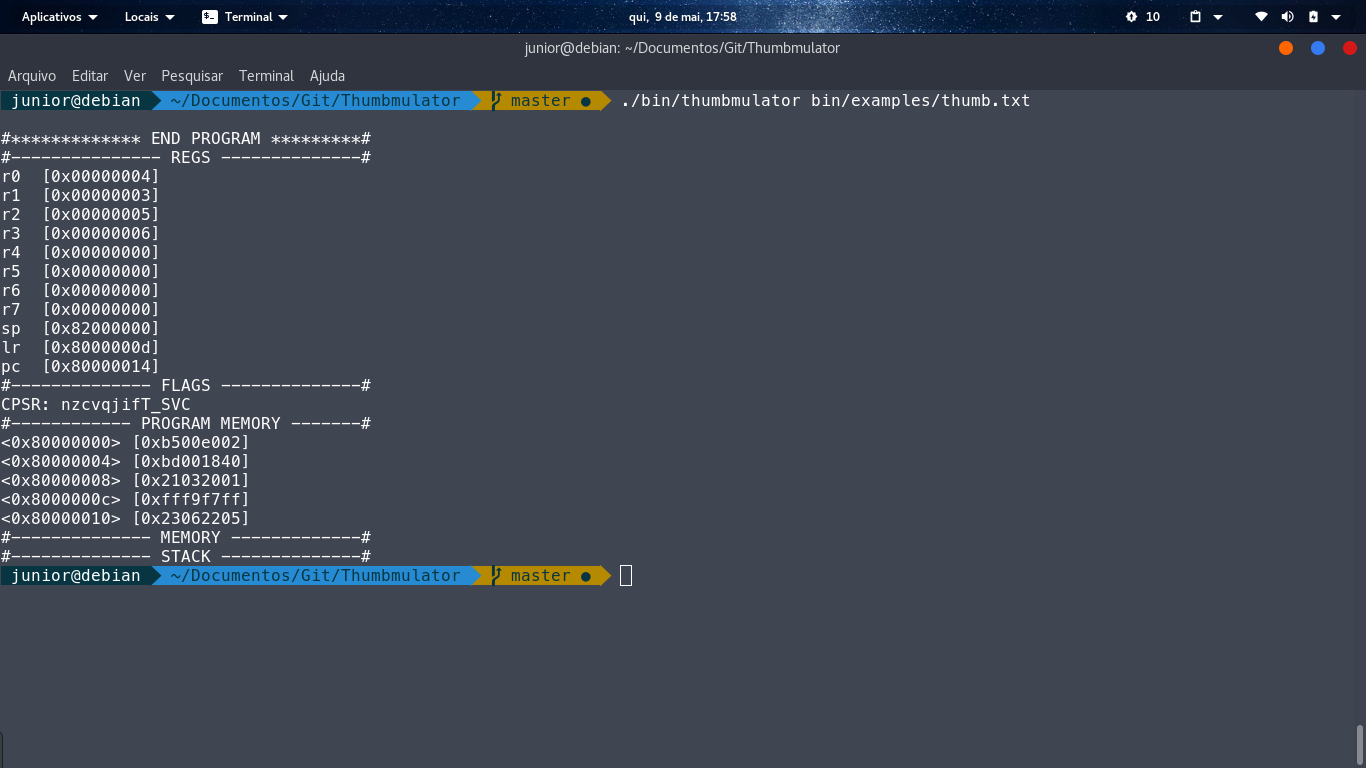 Aplicativos Locais Terminal qui, 9 de mai, 17:58 10
junior@debian: ~/Documentos/Git/Thumbmulator
Arquivo Editar Ver Pesquisar Terminal Ajuda
junior@debian ~/Documentos/Git/Thumbmulator master ● ./bin/thumbmulator bin/examples/thumb.txt
#************* END PROGRAM *********#
#--------------- REGS --------------#
r0 [0x00000004]
r1 [0x00000003]
r2 [0x00000005]
r3 [0x00000006]
r4 [0x00000000]
r5 [0x00000000]
r6 [0x00000000]
r7 [0x00000000]
sp [0x82000000]
lr [0x8000000d]
pc [0x80000014]
#-------------- FLAGS --------------#
CPSR: nzcvqjifT_SVC
#------------ PROGRAM MEMORY -------#
<0x80000000> [0xb500e002]
<0x80000004> [0xbd001840]
<0x80000008> [0x21032001]
<0x8000000c> [0xfff9f7ff]
<0x80000010> [0x23062205]
#-------------- MEMORY -------------#
#-------------- STACK --------------#
junior@debian ~/Documentos/Git/Thumbmulator master ●